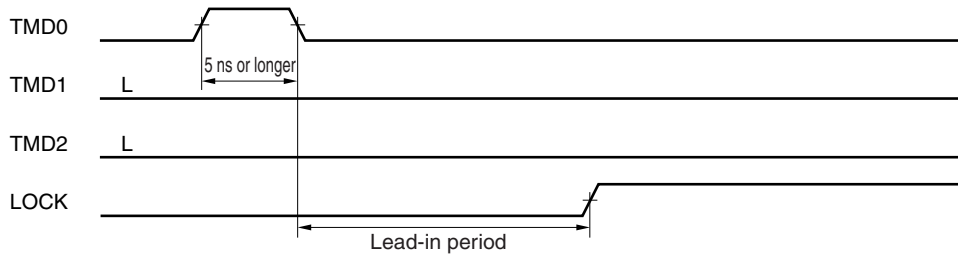 TMD0
5 ns or longer
TMD1 L
TMD2 L
LOCK
Lead-in period